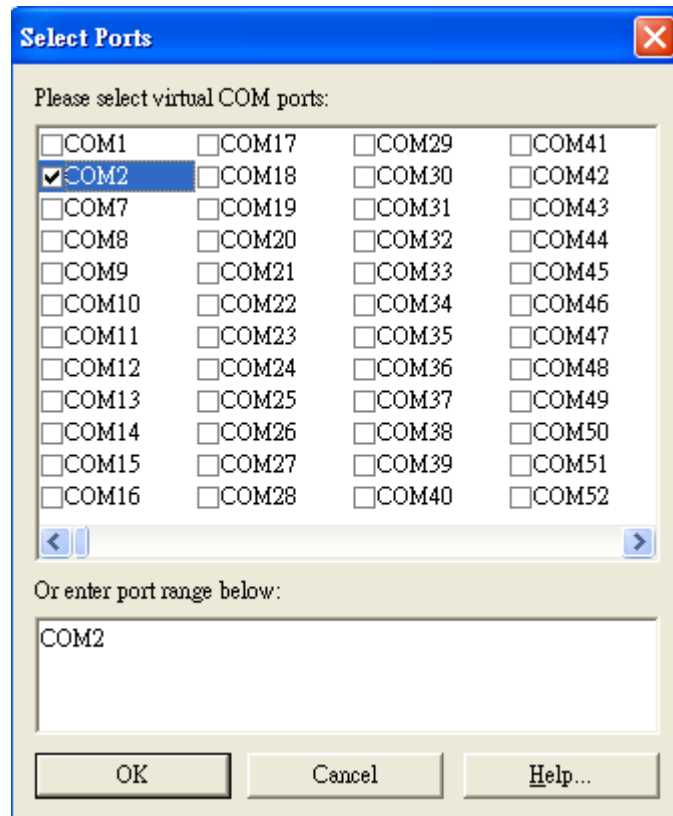 Select Ports
Please select virtual COM ports:
COM1 COM17 COM29 COM41
COM2 COM18 COM30 COM42
COM7 COM19 COM31 COM43
COM8 COM20 COM32 COM44
COM9 COM21 COM33 COM45
COM10 COM22 COM34 COM46
COM11 COM23 COM35 COM47
COM12 COM24 COM36 COM48
COM13 COM25 COM37 COM49
COM14 COM26 COM38 COM50
COM15 COM27 COM39 COM51
COM16 COM28 COM40 COM52
Or enter port range below:
COM2
OK Cancel Help...